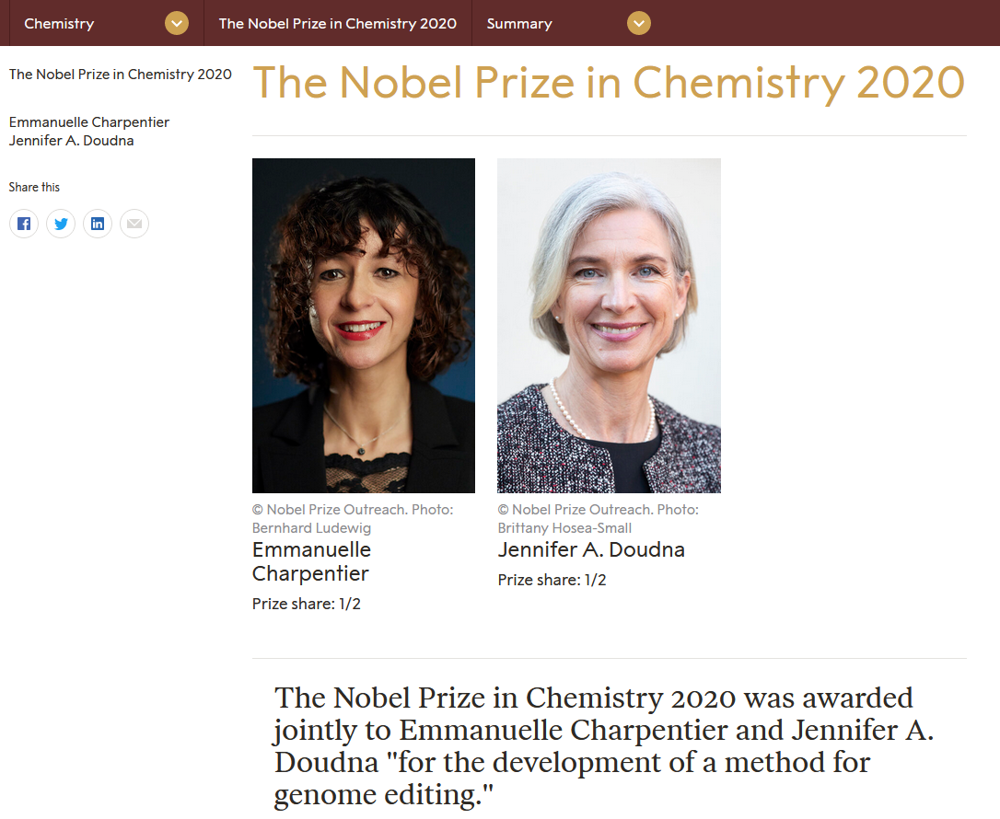 Chemistry
The Nobel Prize in Chemistry 2020
Summary
The Nobel Prize in Chemistry 2020
Emmanuelle Charpentier
Jennifer A. Doudna
Share this
The Nobel Prize in Chemistry 2020
© Nobel Prize Outreach. Photo:
Bernhard Ludewig
Emmanuelle
Charpentier
Prize share: 1/2
© Nobel Prize Outreach. Photo:
Brittany Hosea-Small
Jennifer A. Doudna
Prize share: 1/2
The Nobel Prize in Chemistry 2020 was awarded
jointly to Emmanuelle Charpentier and Jennifer A.
Doudna "for the development of a method for
genome editing."